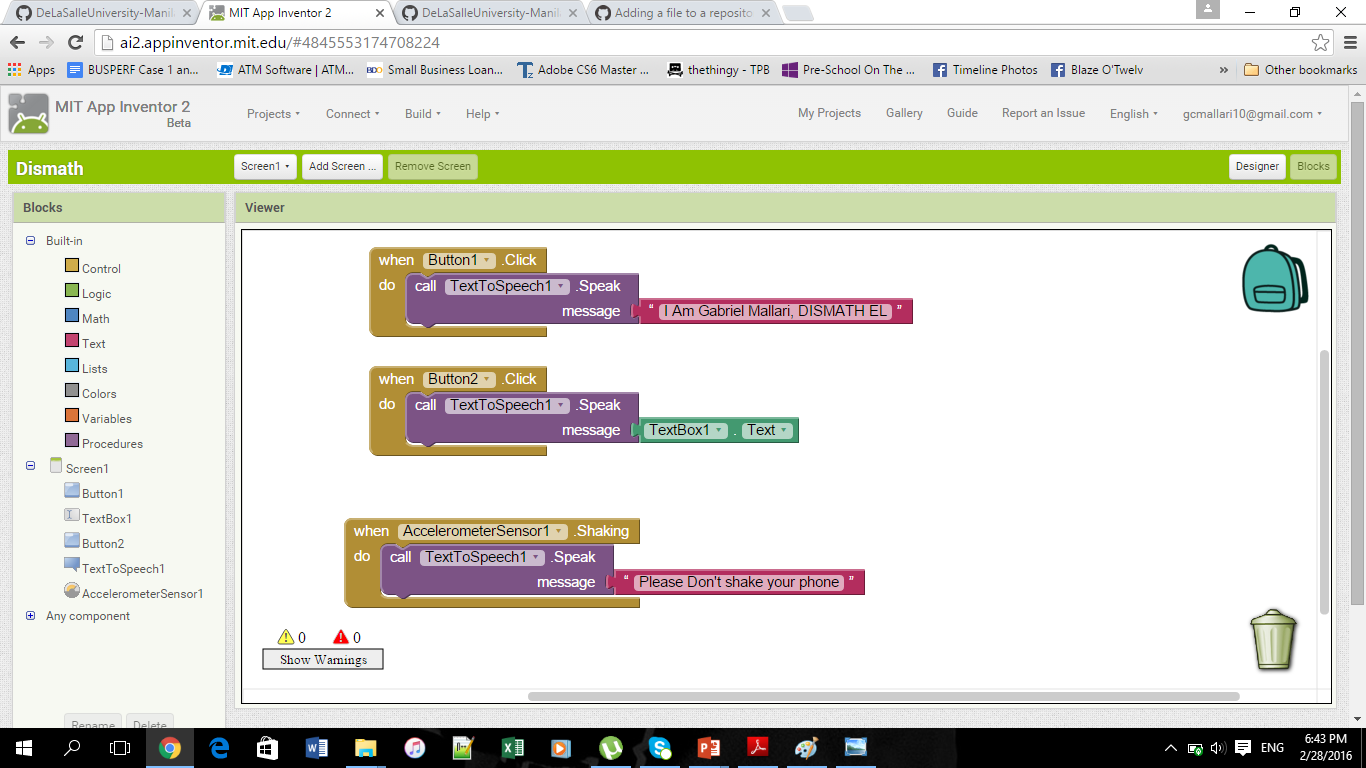 DeLaSalleUniversity-Manil
MIT App Inventor 2
DeLaSalleUniversity-Manil
Adding a file to a reposito
ai2.appinventor.mit.edu/#4845553174708224
Apps BUSPERF Case 1 an... ATM Software | ATM... BDO Small Business Loan... Adobe CS6 Master ... thethingy - TPB Pre-School On The ... Timeline Photos Blaze O'Twelv » Other bookmarks
MIT App Inventor 2
Beta
Projects Connect Build Help My Projects Gallery Guide Report an Issue English gcmallari10@gmail.com
Dismath Screen1 Add Screen ... Remove Screen Designer Blocks
Blocks Viewer
Built-in
Control
Logic
Math
Text
Lists
Colors
Variables
Procedures
Screen1
Button1
TextBox1
Button2
TextToSpeech1
AccelerometerSensor1
Any component
Rename Delete
when Button1 .Click
do call TextToSpeech1 .Speak
message “ I Am Gabriel Mallari, DISMATH EL ”
when Button2 .Click
do call TextToSpeech1 .Speak
message TextBox1 . Text
when AccelerometerSensor1 .Shaking
do call TextToSpeech1 .Speak
message “ Please Don't shake your phone ”
0 0
Show Warnings
ENG
6:43 PM
2/28/2016